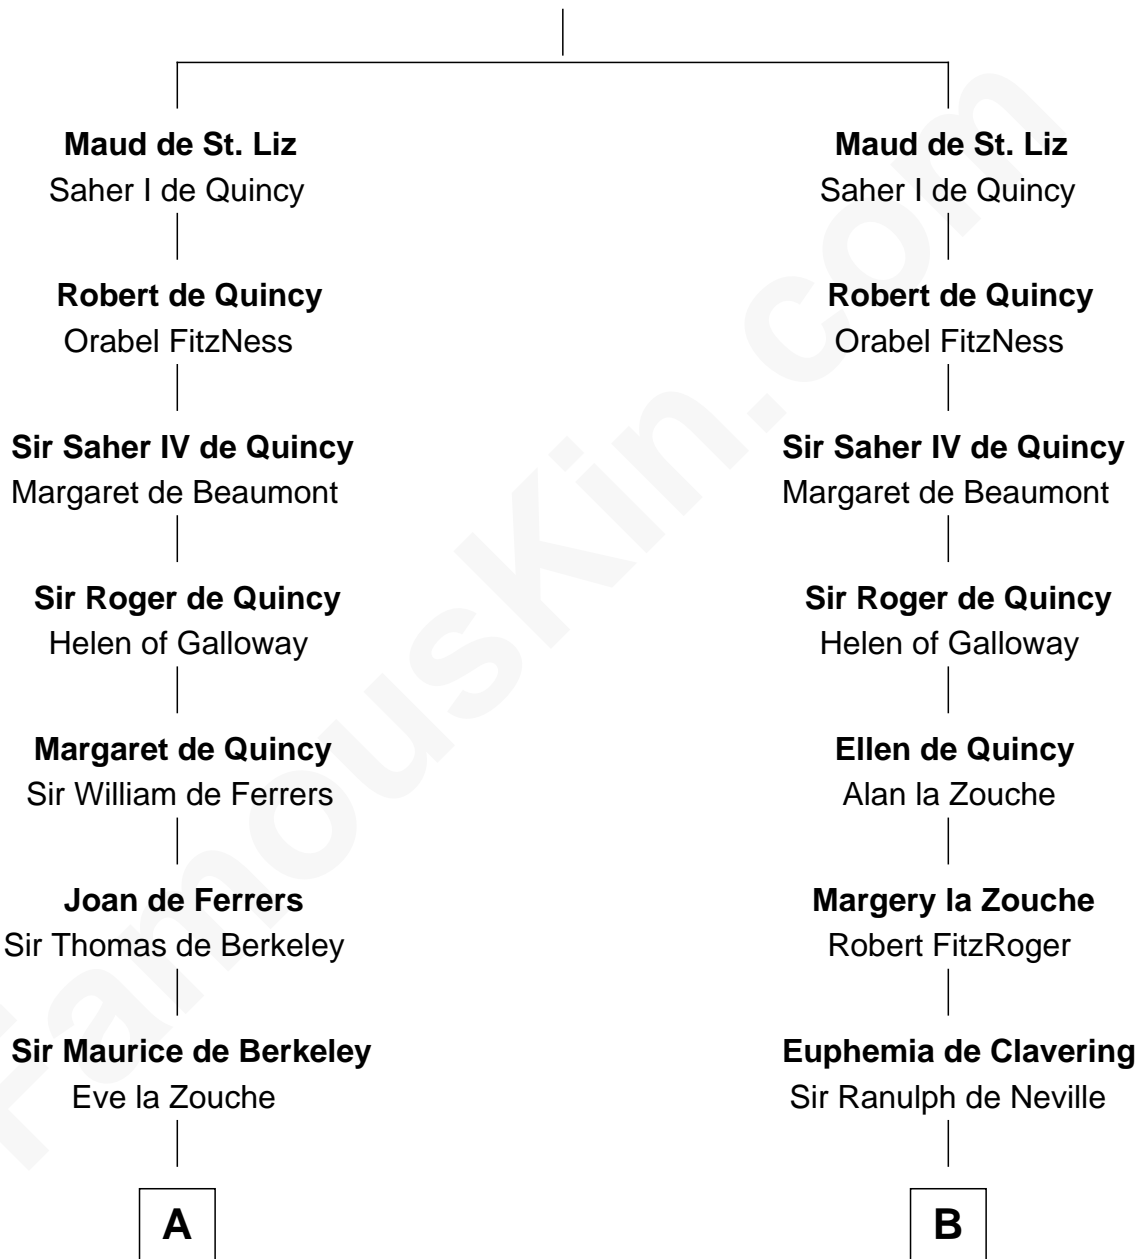 Maud de St. Liz
Saher I de Quincy
Robert de Quincy
Orabel FitzNess
Sir Saher IV de Quincy
Margaret de Beaumont
Sir Roger de Quincy
Helen of Galloway
Margaret de Quincy
Sir William de Ferrers
Joan de Ferrers
Sir Thomas de Berkeley
Sir Maurice de Berkeley
Eve la Zouche
A
Maud de St. Liz
Saher I de Quincy
Robert de Quincy
Orabel FitzNess
Sir Saher IV de Quincy
Margaret de Beaumont
Sir Roger de Quincy
Helen of Galloway
Ellen de Quincy
Alan la Zouche
Margery la Zouche
Robert FitzRoger
Euphemia de Clavering
Sir Ranulph de Neville
B
FamousKin.com